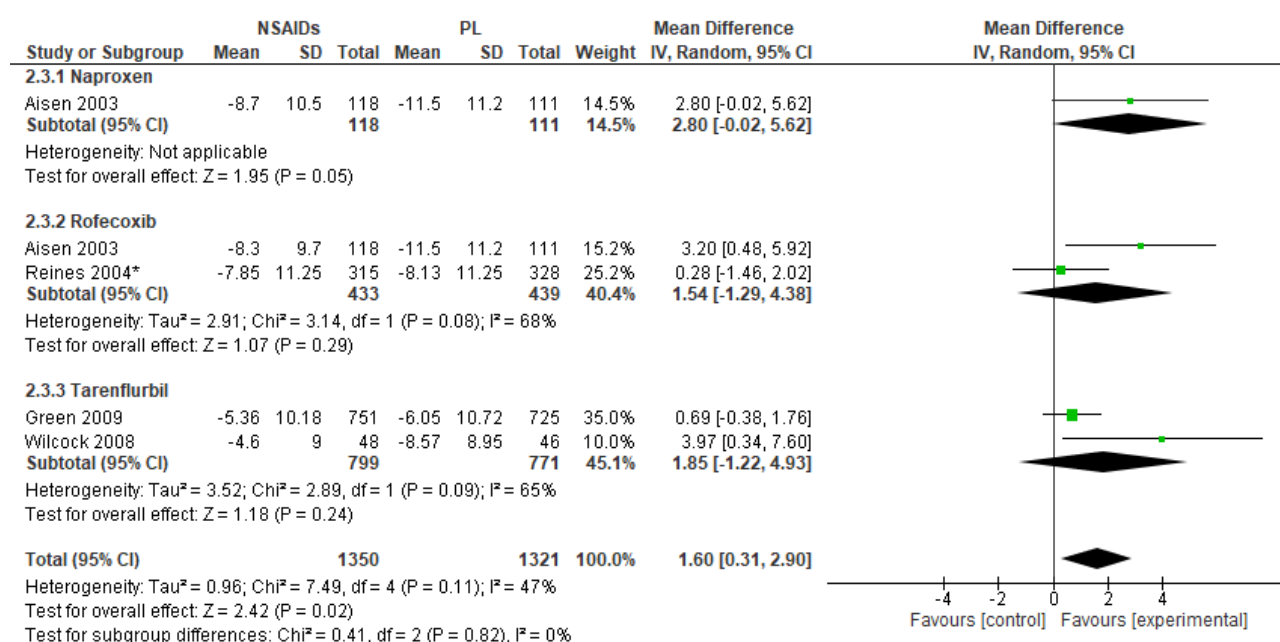 NSAIDs PL Mean Difference Mean Difference
Study or Subgroup Mean SD Total Mean SD Total Weight IV, Random, 95% CI IV, Random, 95% CI
2.3.1 Naproxen
Aisen 2003 -8.7 10.5 118 -11.5 11.2 111 14.5% 2.80 [-0.02, 5.62]
Subtotal (95% CI) 118 111 14.5% 2.80 [-0.02, 5.62]
Heterogeneity: Not applicable
Test for overall effect: Z = 1.95 (P = 0.05)
2.3.2 Rofecoxib
Aisen 2003 -8.3 9.7 118 -11.5 11.2 111 15.2% 3.20 [0.48, 5.92]
Reines 2004* -7.85 11.25 315 -8.13 11.25 328 25.2% 0.28 [-1.46, 2.02]
Subtotal (95% CI) 433 439 40.4% 1.54 [-1.29, 4.38]
Heterogeneity: Tau² = 2.91; Chi² = 3.14, df = 1 (P = 0.08); I² = 68%
Test for overall effect: Z = 1.07 (P = 0.29)
2.3.3 Tarenflurbil
Green 2009 -5.36 10.18 751 -6.05 10.72 725 35.0% 0.69 [-0.38, 1.76]
Wilcock 2008 -4.6 9 48 -8.57 8.95 46 10.0% 3.97 [0.34, 7.60]
Subtotal (95% CI) 799 771 45.1% 1.85 [-1.22, 4.93]
Heterogeneity: Tau² = 3.52; Chi² = 2.89, df = 1 (P = 0.09); I² = 65%
Test for overall effect: Z = 1.18 (P = 0.24)
Total (95% CI) 1350 1321 100.0% 1.60 [0.31, 2.90]
Heterogeneity: Tau² = 0.96; Chi² = 7.49, df = 4 (P = 0.11); I² = 47%
Test for overall effect: Z = 2.42 (P = 0.02)
Test for subgroup differences: Chi² = 0.41, df = 2 (P = 0.82), I² = 0%
-4 -2 0 2 4
Favours [control] Favours [experimental]